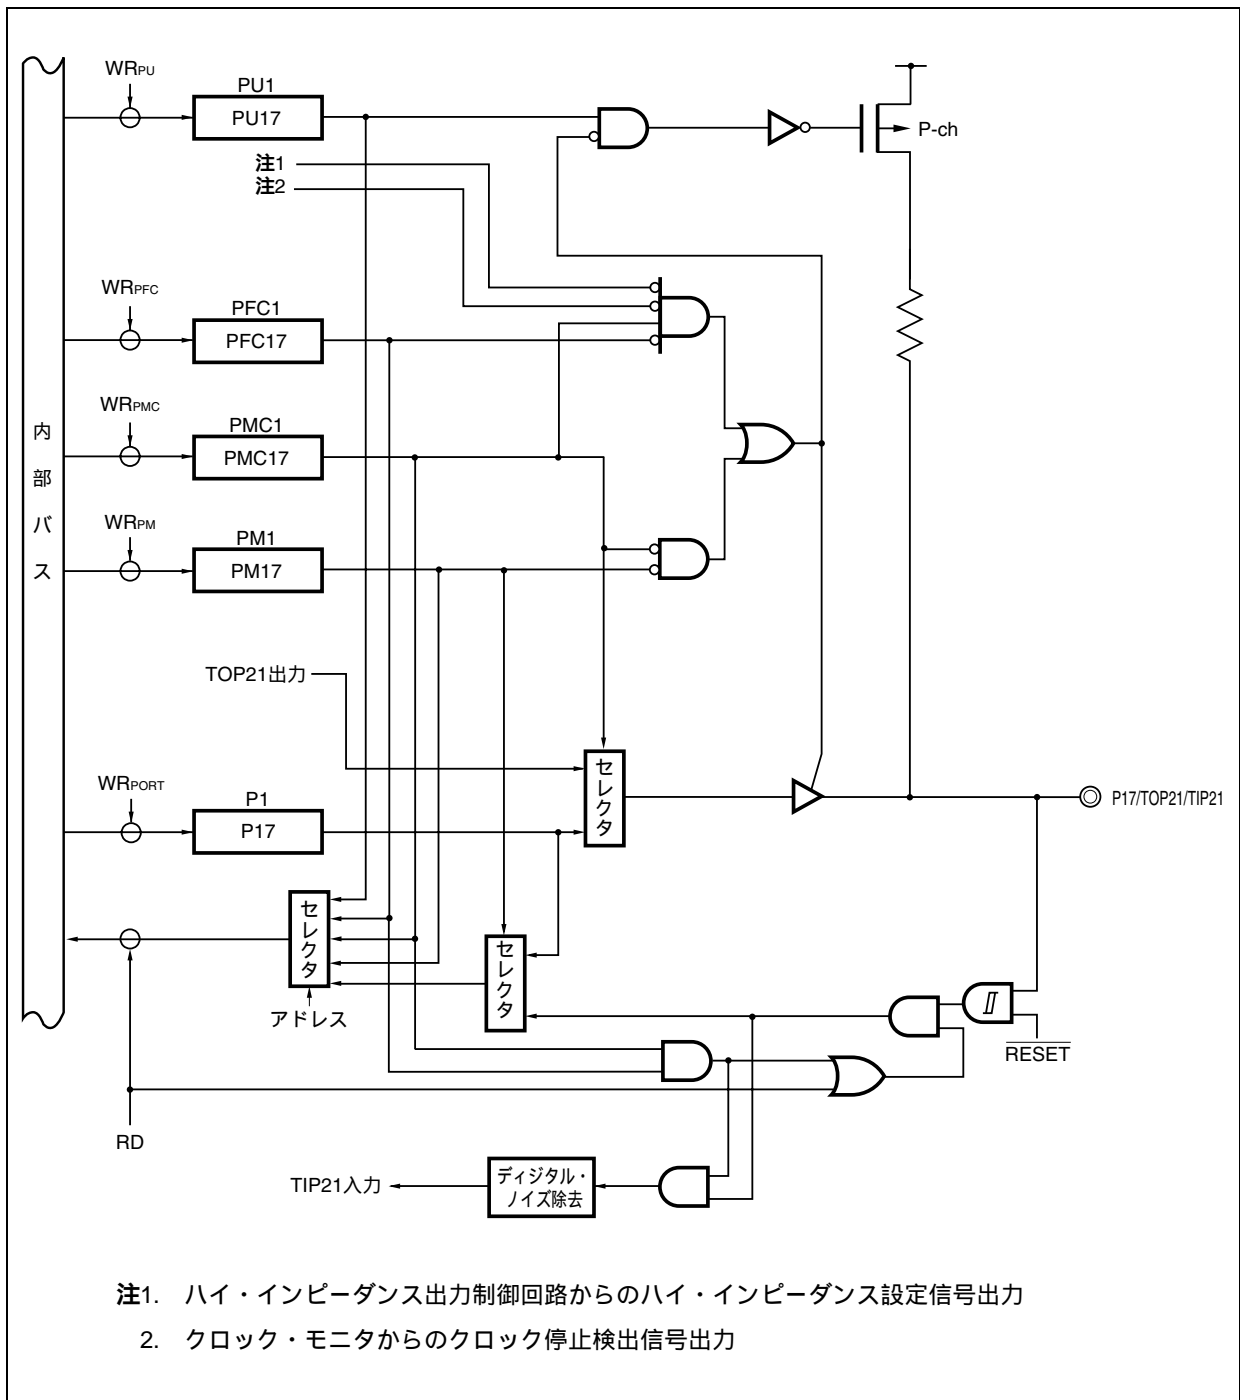 WRPU
PU1
PU17
P-ch
注1
注2
WRPFC
PFC1
PFC17
WRPMC
PMC1
PMC17
内部バス
WRPM
PM1
PM17
TOP21出力
セレクタ
WRPORT
P1
P17
P17/TOP21/TIP21
セレクタ
セレクタ
アドレス
RESET
RD
TIP21入力
ディジタル・
ノイズ除去
注1. ハイ・インピーダンス出力制御回路からのハイ・インピーダンス設定信号出力
2. クロック・モニタからのクロック停止検出信号出力